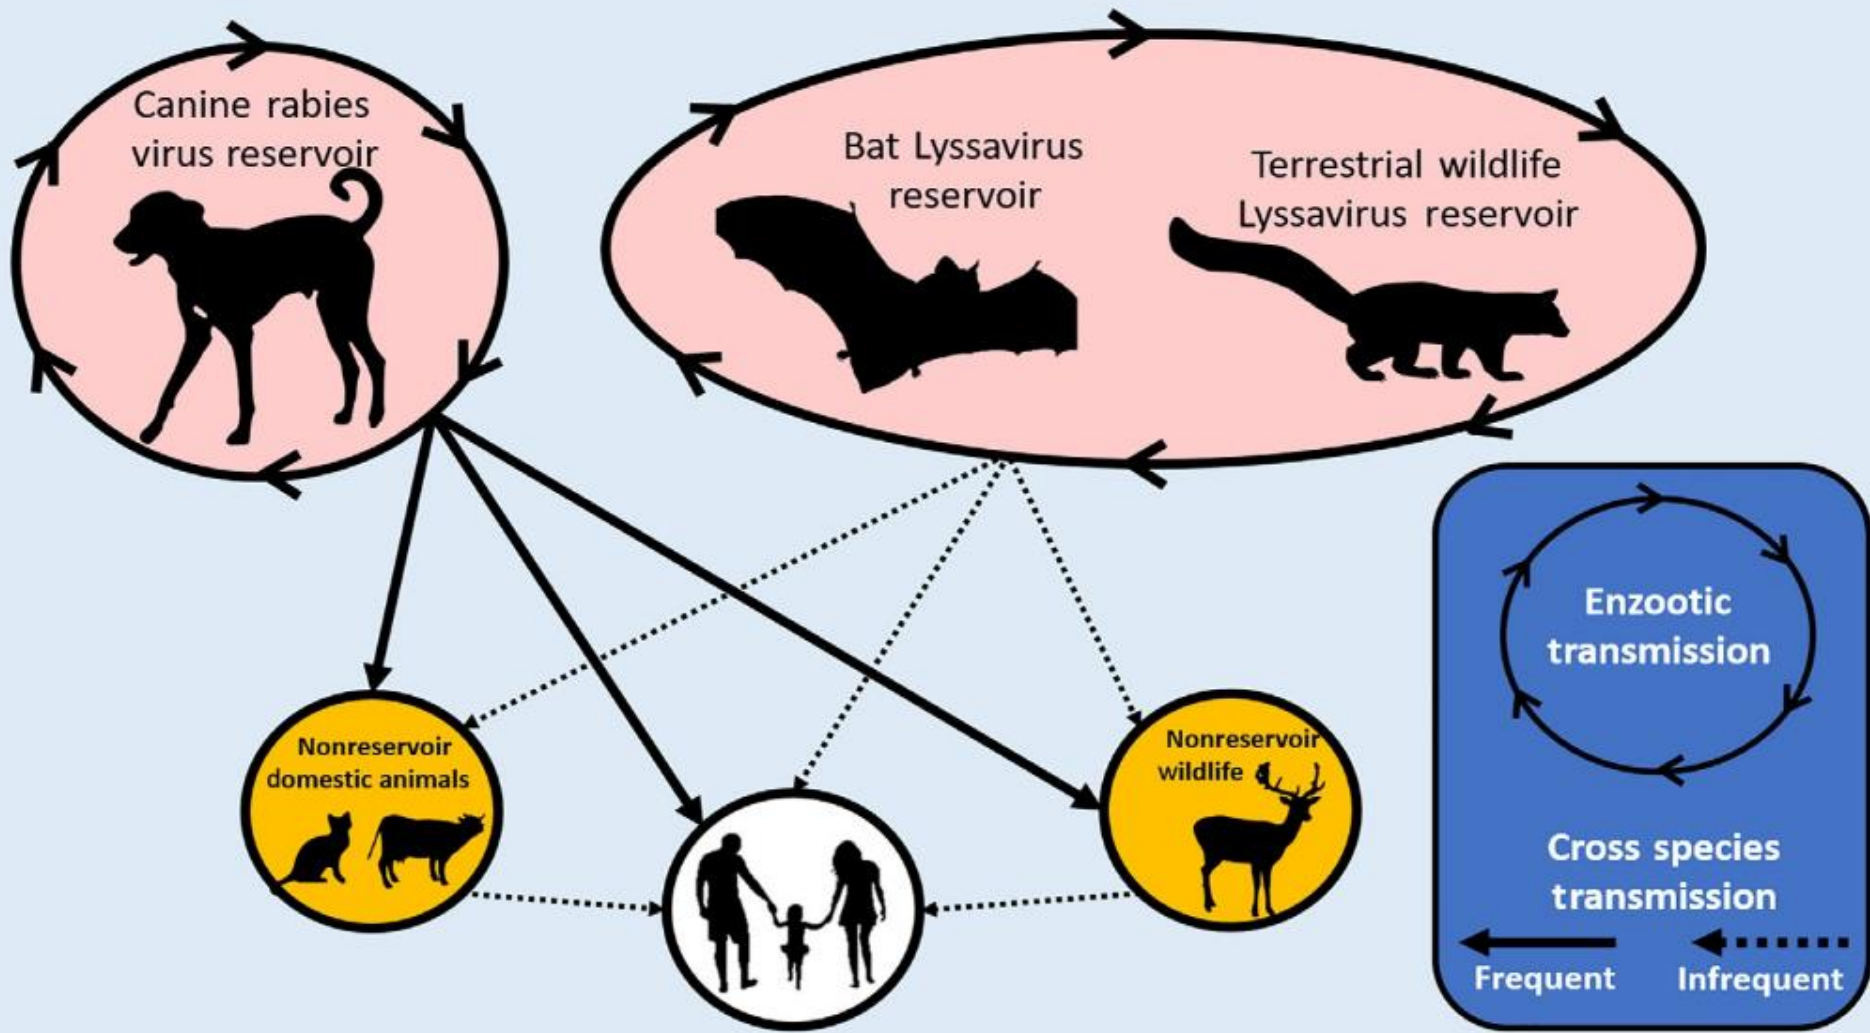 Canine rabies
virus reservoir
Bat Lyssavirus
reservoir
Terrestrial wildlife
Lyssavirus reservoir
Nonreservoir
domestic animals
Nonreservoir
wildlife
Enzootic
transmission
Cross species
transmission
Frequent
Infrequent